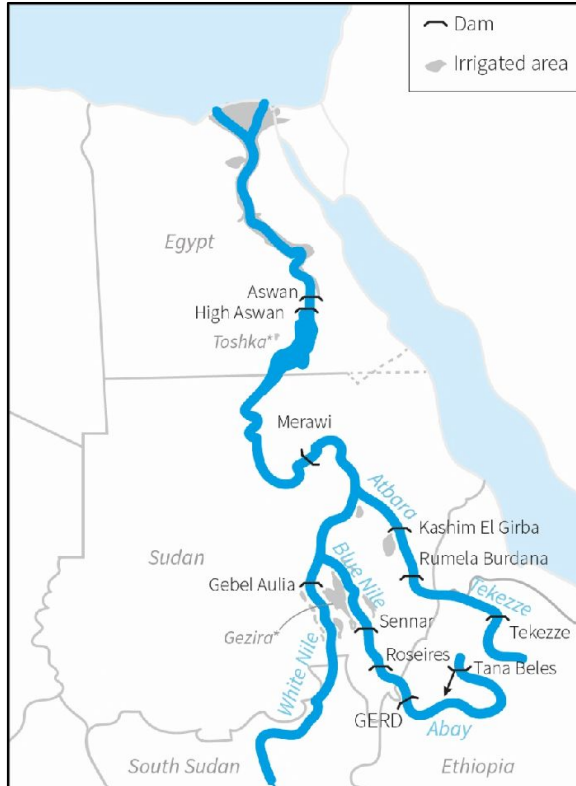 Dam
Irrigated area
Egypt
Aswan
High Aswan
Toshka*
Merawi
Atbara
Kashim El Girba
Sudan
Rumela Burdana
Blue Nile
Gebel Aulia
Tekezze
Gezira*
Sennar
Tekezze
White Nile
Roseires
Tana Beles
GERD
Abay
South Sudan
Ethiopia